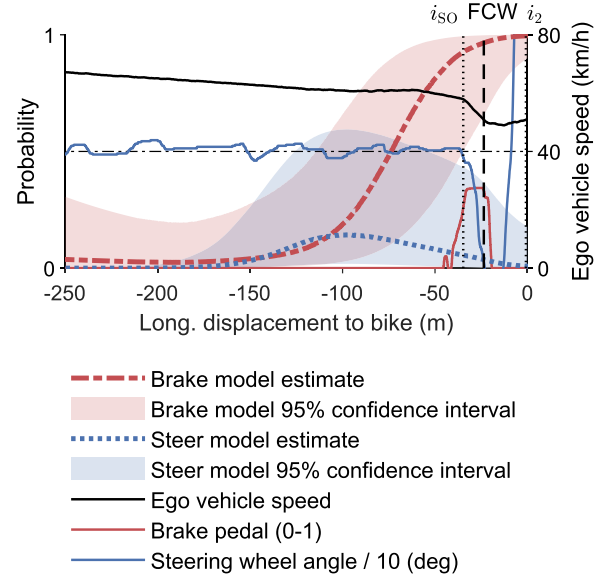 i_SO FCW i_2
1 80
Probability
Ego vehicle speed (km/h)
40
0 0
-250 -200 -150 -100 -50 0
Long. displacement to bike (m)
Brake model estimate
Brake model 95% confidence interval
Steer model estimate
Steer model 95% confidence interval
Ego vehicle speed
Brake pedal (0-1)
Steering wheel angle / 10 (deg)